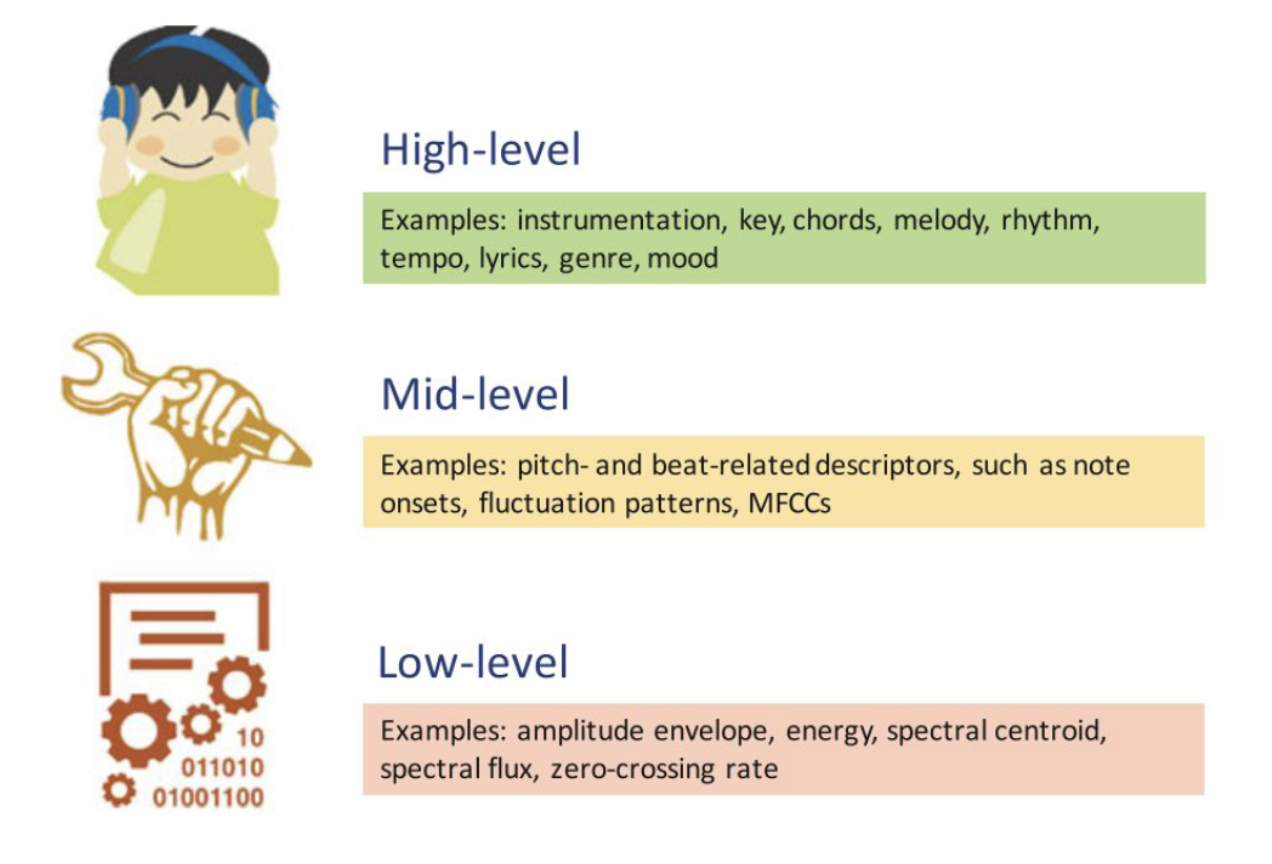 High-level
Examples: instrumentation, key, chords, melody, rhythm,
tempo, lyrics, genre, mood
Mid-level
Examples: pitch- and beat-related descriptors, such as note
onsets, fluctuation patterns, MFCCs
Low-level
Examples: amplitude envelope, energy, spectral centroid,
spectral flux, zero-crossing rate
10
011010
01001100